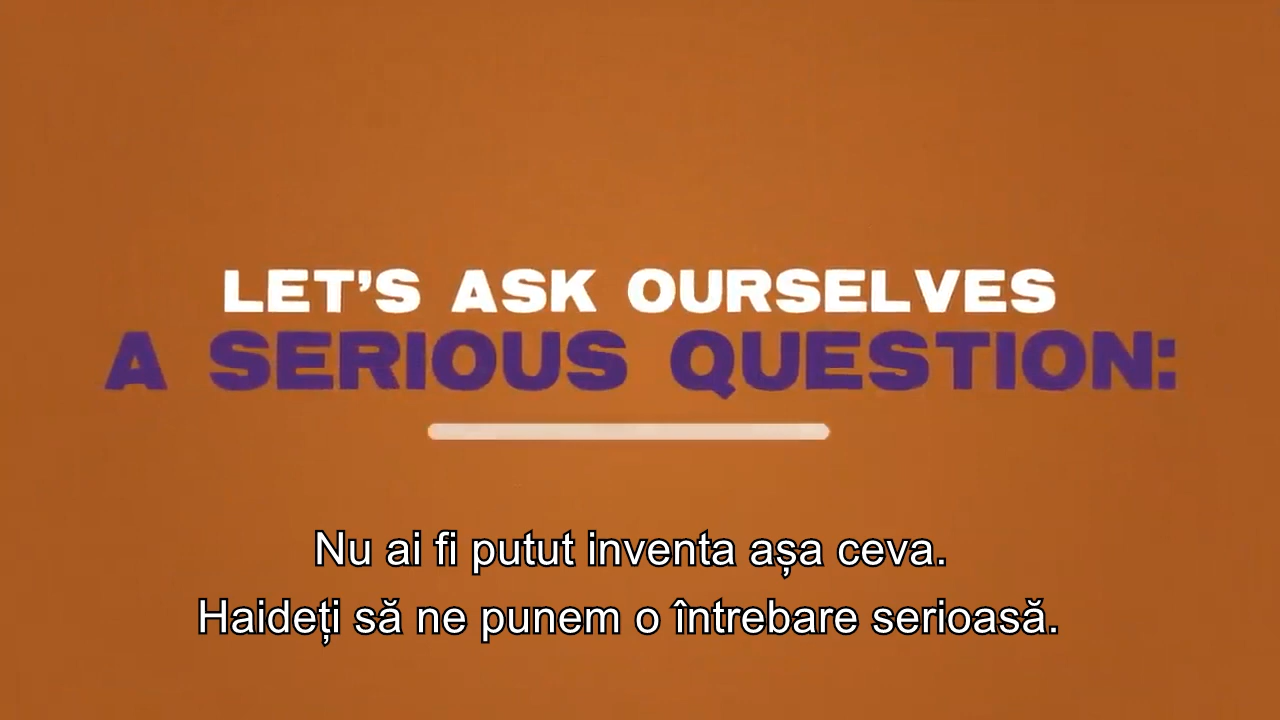 LET'S ASK OURSELVES
A SERIOUS QUESTION:
Nu ai fi putut inventa așa ceva.
Haideți să ne punem o întrebare serioasă.